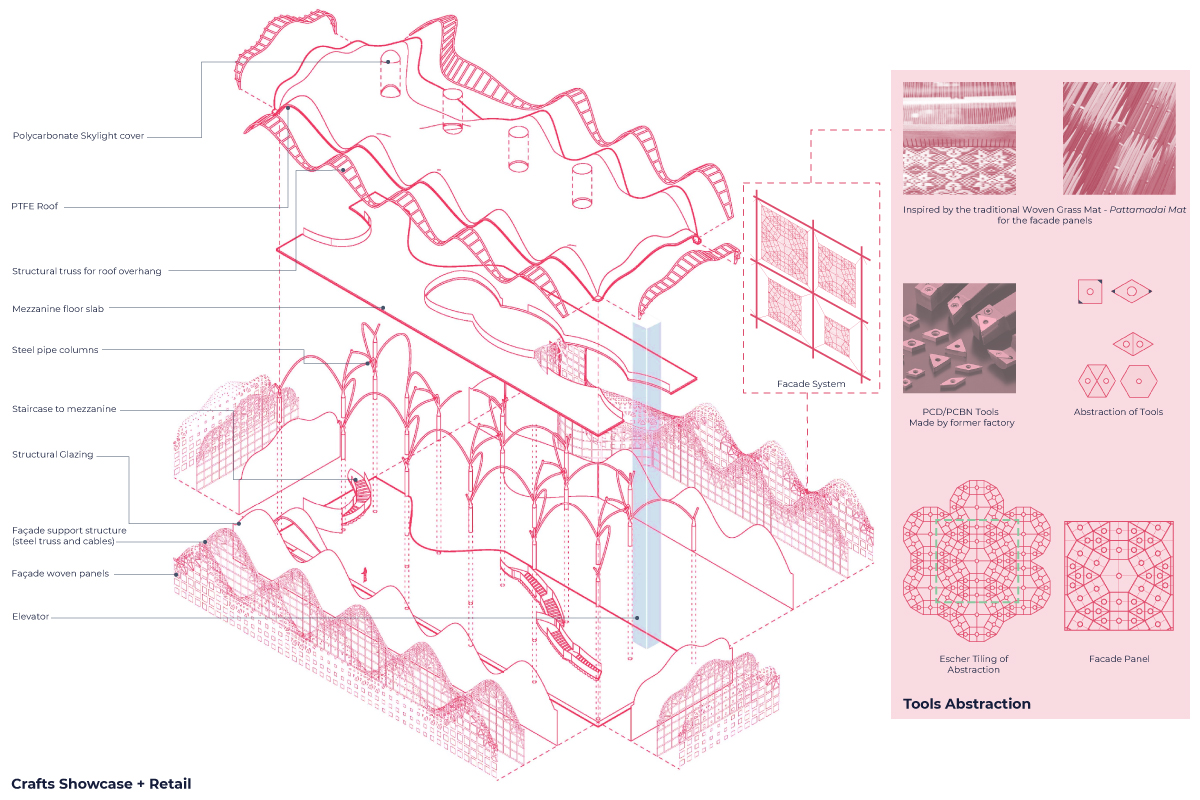 Polycarbonate Skylight cover
PTFE Roof
Structural truss for roof overhang
Mezzanine floor slab
Steel pipe columns
Staircase to mezzanine
Structural Glazing
Façade support structure
(steel truss and cables)
Façade woven panels
Elevator
Crafts Showcase + Retail
Facade System
Inspired by the traditional Woven Grass Mat - Pattamadai Mat
for the facade panels
PCD/PCBN Tools
Made by former factory
Abstraction of Tools
Escher Tiling of
Abstraction
Facade Panel
Tools Abstraction